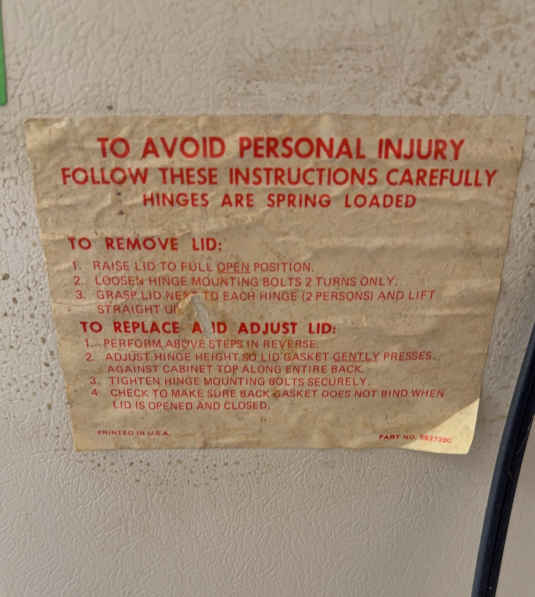 TO AVOID PERSONAL INJURY
FOLLOW THESE INSTRUCTIONS CAREFULLY
HINGES ARE SPRING LOADED
TO REMOVE LID:
1. RAISE LID TO FULL OPEN POSITION.
2. LOOSEN HINGE MOUNTING BOLTS 2 TURNS ONLY.
3. GRASP LID NEXT TO EACH HINGE (2 PERSONS) AND LIFT
STRAIGHT UP
TO REPLACE AND ADJUST LID:
1. PERFORM ABOVE STEPS IN REVERSE.
2. ADJUST HINGE HEIGHT SO LID GASKET GENTLY PRESSES
AGAINST CABINET TOP ALONG ENTIRE BACK.
3. TIGHTEN HINGE MOUNTING BOLTS SECURELY.
4. CHECK TO MAKE SURE BACK GASKET DOES NOT BIND WHEN
LID IS OPENED AND CLOSED.
PRINTED IN U.S.A.
PART NO.